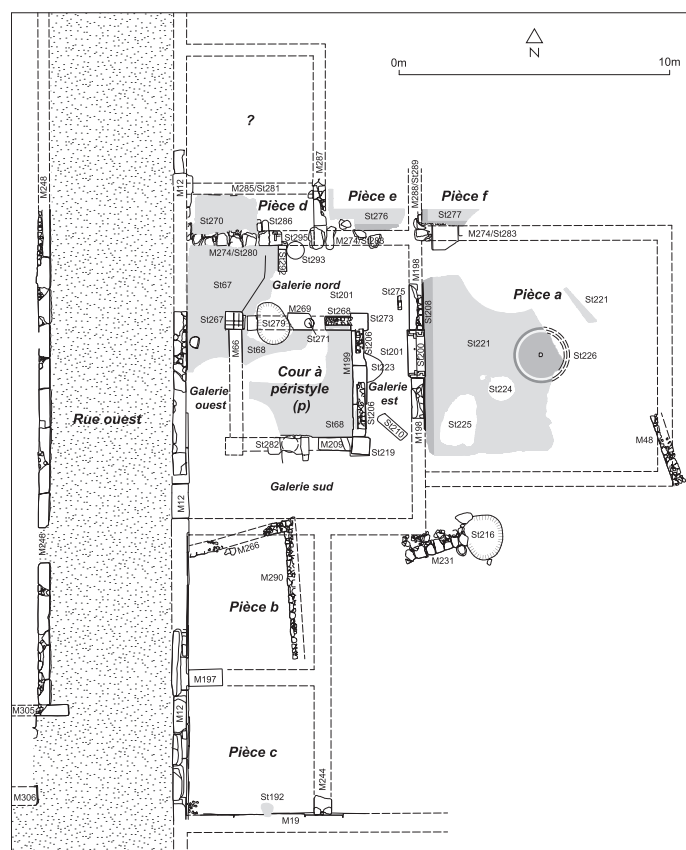 N
0m
10m
?
M248
M12
M287
M288/St289
M285/St281
Pièce d
Pièce e
Pièce f
St270
St286
St276
St277
St295
M274/St283
M274/St283
M274/St280
St293
M198
St67
Galerie nord
St275
St208
Pièce a
St221
St201
M269
St268
St267
St279
St273
St271
St206
St201
St200
St221
St226
M66
St68
M199
St223
Cour à
péristyle
(p)
Galerie
ouest
Galerie
est
St224
Rue ouest
St206
St68
St210
M198
St225
St282
M209
St219
M48
Galerie sud
M12
M246
St216
M266
M231
M290
Pièce b
M197
M305
M12
Pièce c
M306
St192
M244
M19